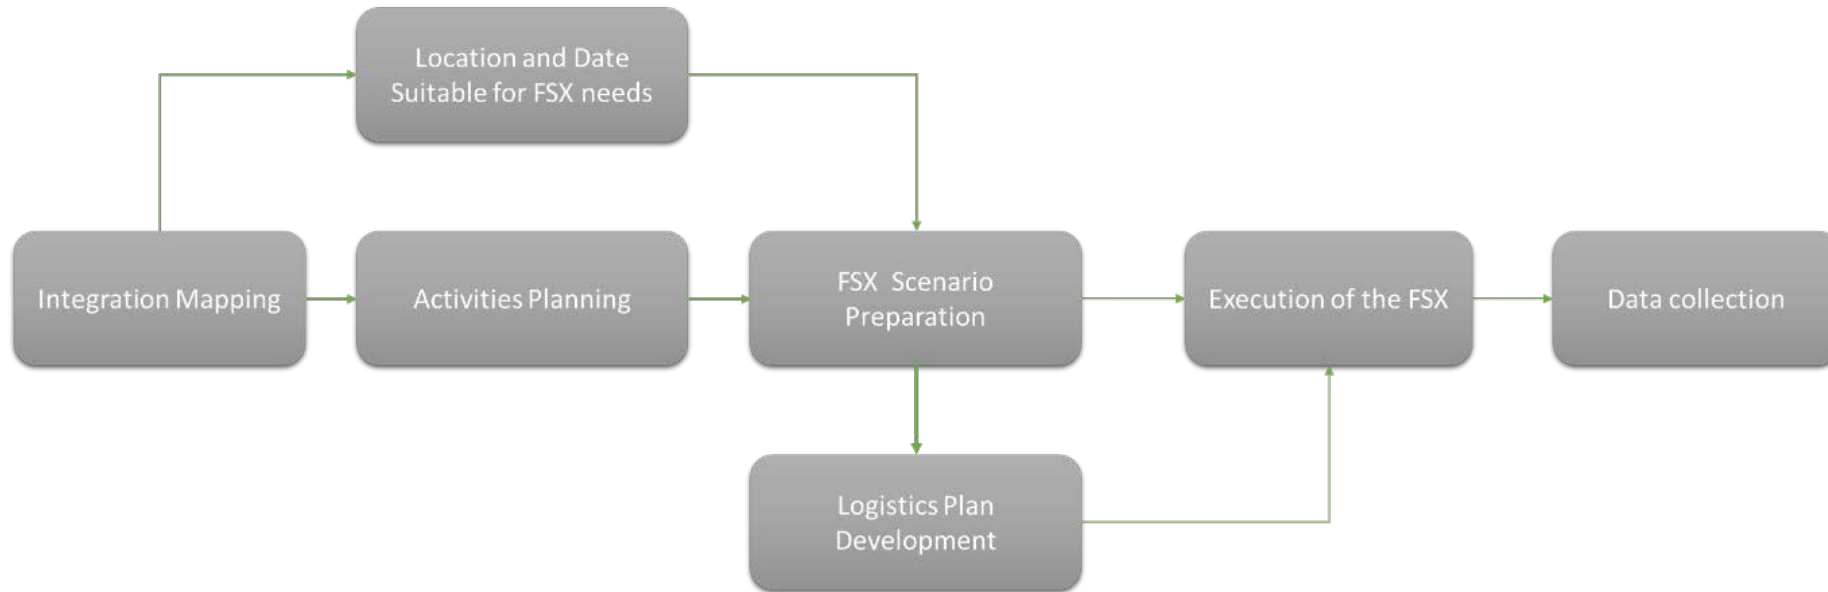 Location and Date
Suitable for FSX needs
Integration Mapping
Activities Planning
FSX Scenario
Preparation
Execution of the FSX
Data collection
Logistics Plan
Development